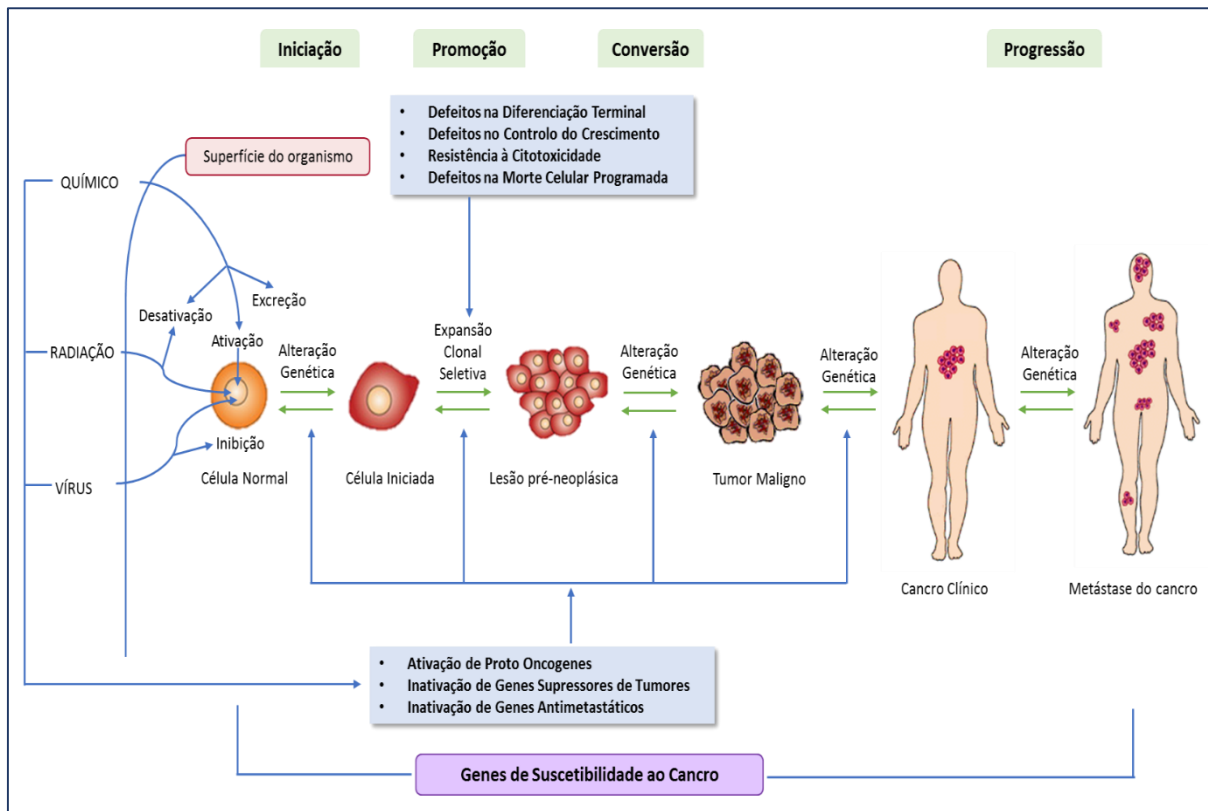 Iniciação
Promoção
Conversão
Progressão
• Defeitos na Diferenciação Terminal
• Defeitos no Controlo do Crescimento
• Resistência à Citotoxicidade
• Defeitos na Morte Celular Programada
Superfície do organismo
QUÍMICO
Excreção
Desativação
Ativação
RADIAÇÃO
Inibição
VÍRUS
Célula Normal
Alteração
Genética
Célula Iniciada
Expansão
Clonal
Seletiva
Lesão pré-neoplásica
Alteração
Genética
Tumor Maligno
Alteração
Genética
Cancro Clínico
Alteração
Genética
Metástase do cancro
• Ativação de Proto Oncogenes
• Inativação de Genes Supressores de Tumores
• Inativação de Genes Antimetastáticos
Genes de Suscetibilidade ao Cancro